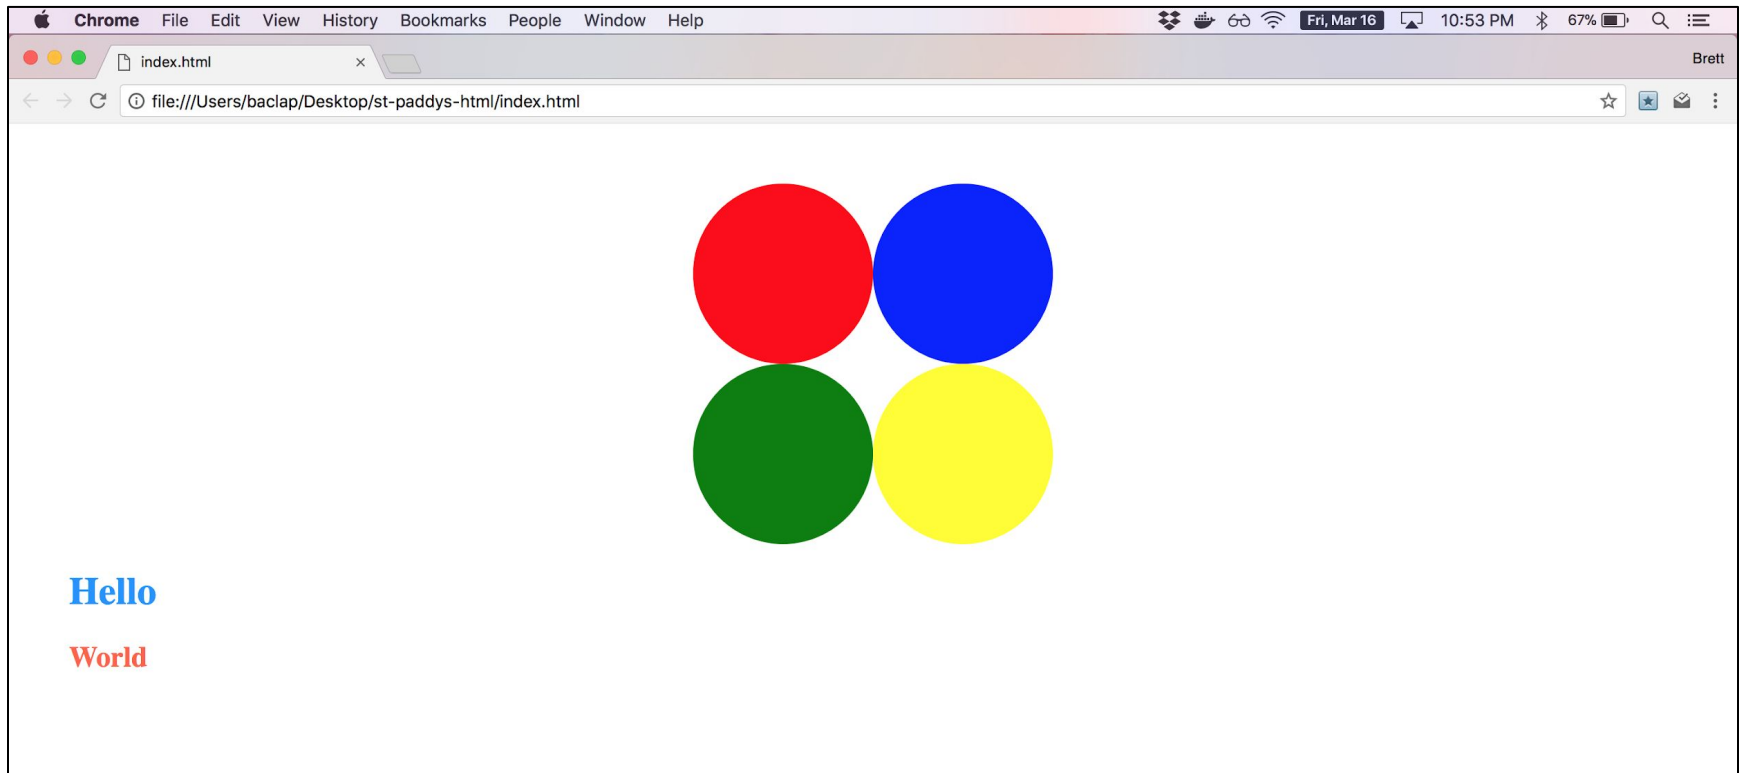 Chrome File Edit View History Bookmarks People Window Help Fri, Mar 16 10:53 PM 67%
index.html Brett
file:///Users/baclap/Desktop/st-paddys-html/index.html
Hello
World